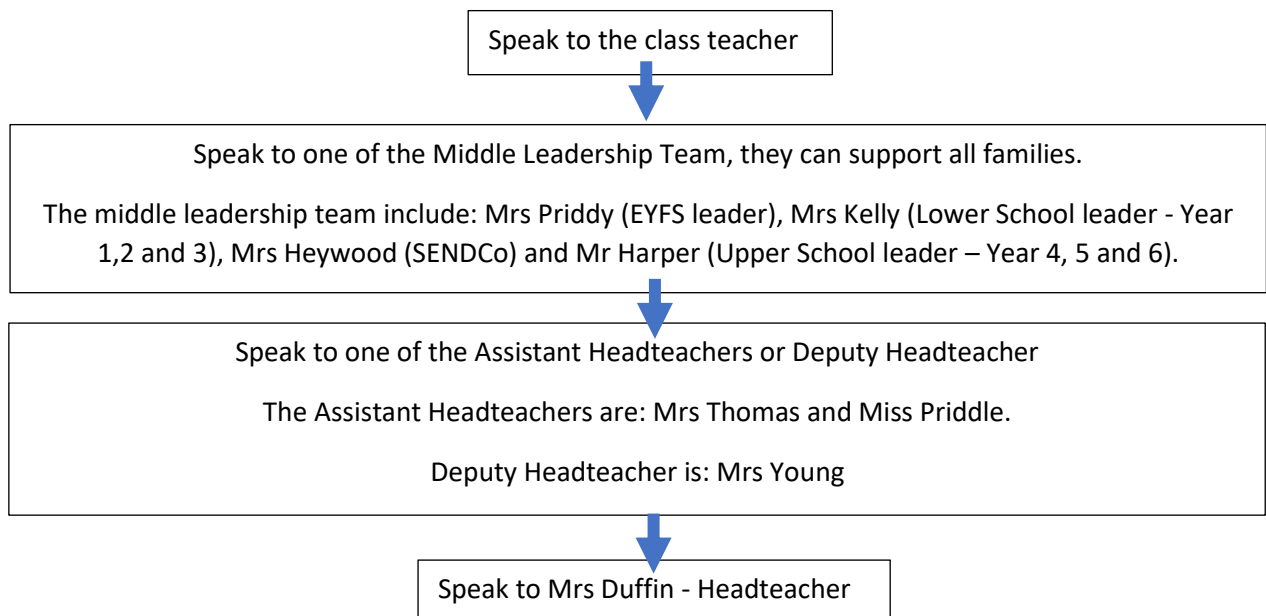 Speak to the class teacher
Speak to one of the Middle Leadership Team, they can support all families.
The middle leadership team include: Mrs Priddy (EYFS leader), Mrs Kelly (Lower School leader - Year
1,2 and 3), Mrs Heywood (SENDCo) and Mr Harper (Upper School leader – Year 4, 5 and 6).
Speak to one of the Assistant Headteachers or Deputy Headteacher
The Assistant Headteachers are: Mrs Thomas and Miss Priddle.
Deputy Headteacher is: Mrs Young
Speak to Mrs Duffin - Headteacher